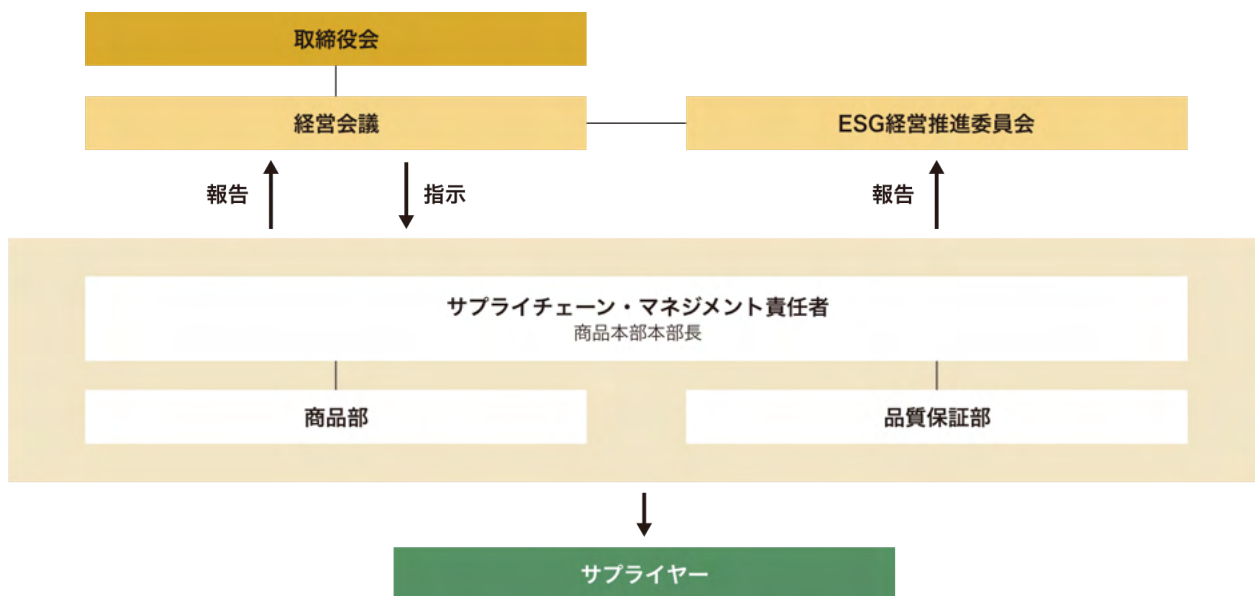 取締役会
経営会議
ESG経営推進委員会
報告
指示
報告
サプライチェーン・マネジメント責任者
商品本部本部長
商品部
品質保証部
サプライヤー